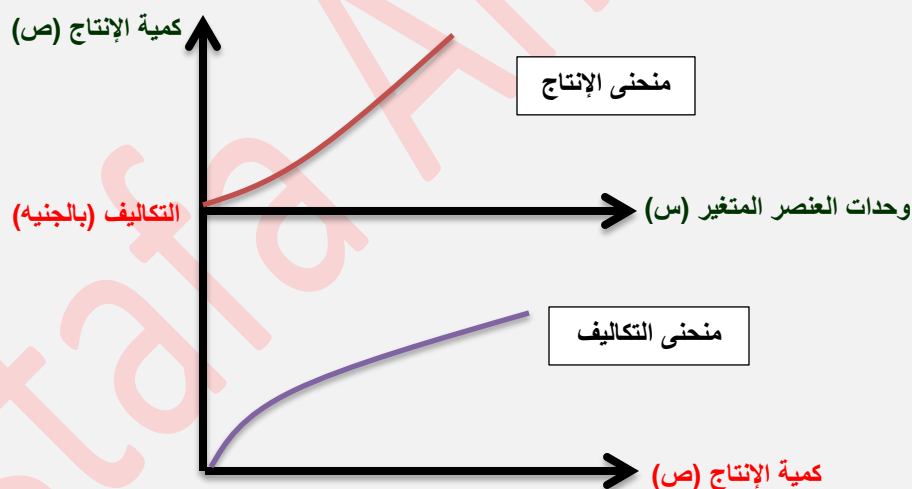 كمية الإنتاج (ص)
منحنى الإنتاج
وحدات العنصر المتغير (س)
التكاليف (بالجنيه)
منحنى التكاليف
كمية الإنتاج (ص)